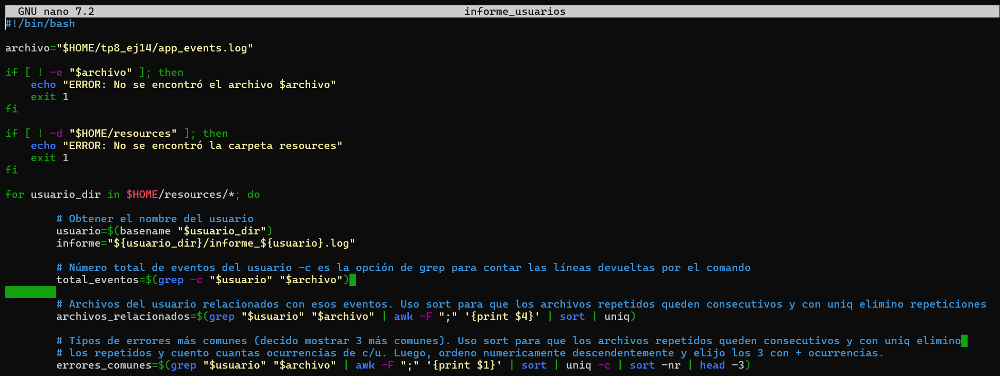 GNU nano 7.2 informe_usuarios
#!/bin/bash
archivo="$HOME/tp8_ej14/app_events.log"
if [ ! -e "$archivo" ]; then
    echo "ERROR: No se encontró el archivo $archivo"
    exit 1
fi
if [ ! -d "$HOME/resources" ]; then
    echo "ERROR: No se encontró la carpeta resources"
    exit 1
fi
for usuario_dir in $HOME/resources/*; do
        # Obtener el nombre del usuario
        usuario=$(basename "$usuario_dir")
        informe="${usuario_dir}/informe_${usuario}.log"
        # Número total de eventos del usuario -c es la opción de grep para contar las líneas devueltas por el comando
        total_eventos=$(grep -c "$usuario" "$archivo")
        # Archivos del usuario relacionados con esos eventos. Uso sort para que los archivos repetidos queden consecutivos y con uniq elimino repeticiones
        archivos_relacionados=$(grep "$usuario" "$archivo" | awk -F ";" '{print $4}' | sort | uniq)
        # Tipos de errores más comunes (decido mostrar 3 más comunes). Uso sort para que los archivos repetidos queden consecutivos y con uniq elimino
        # los repetidos y cuento cuantas ocurrencias de c/u. Luego, ordeno numericamente descendentemente y elijo los 3 con + ocurrencias.
        errores_comunes=$(grep "$usuario" "$archivo" | awk -F ";" '{print $1}' | sort | uniq -c | sort -nr | head -3)